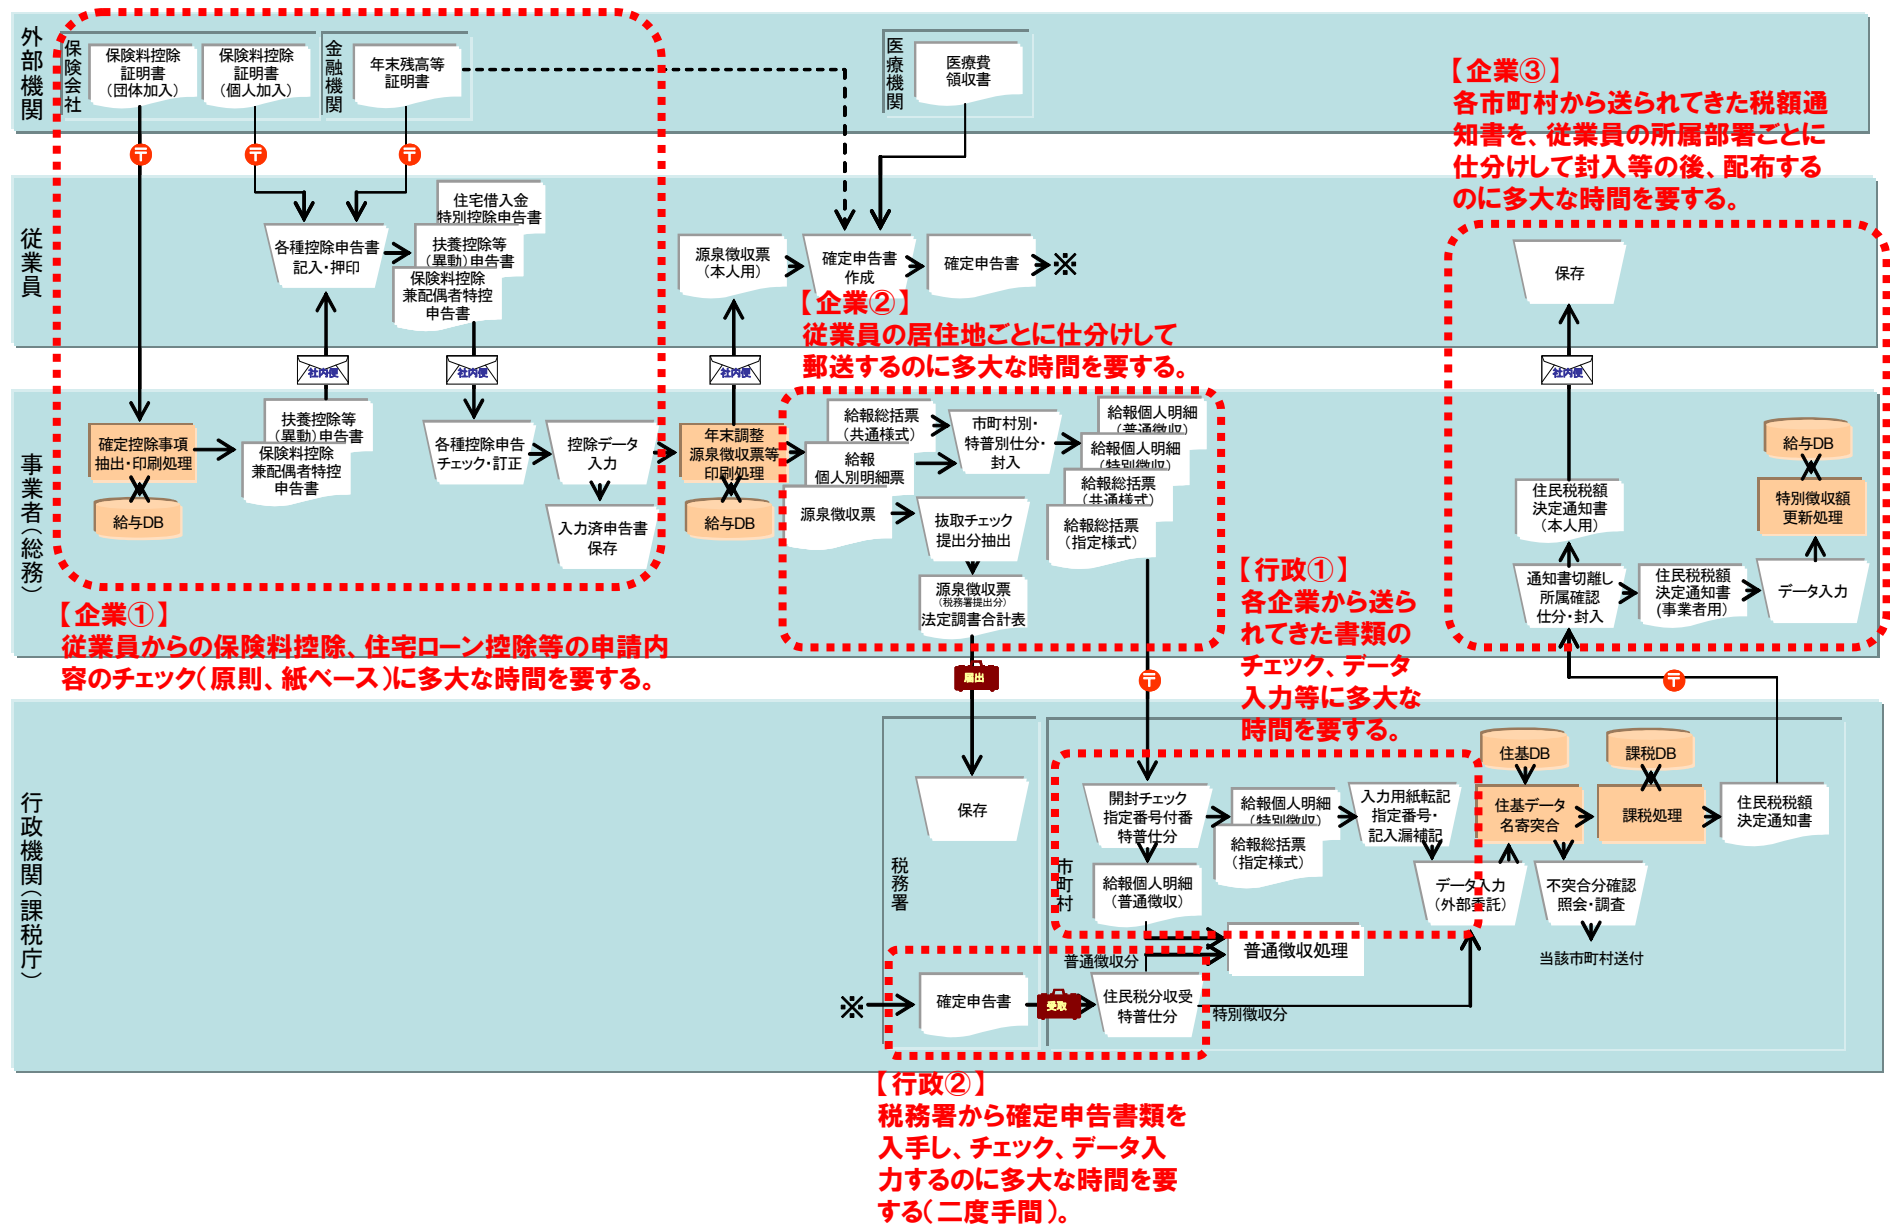 外部機関
保険会社
保険料控除
証明書
（団体加入）
保険料控除
証明書
（個人加入）
金融機関
年末残高等
証明書
医療機関
医療費
領収書
【企業③】
各市町村から送られてきた税額通
知書を、従業員の所属部署ごとに
仕分けして封入等の後、配布する
のに多大な時間を要する。
従業員
各種控除申告書
記入・押印
住宅借入金
特別控除申告書
扶養控除等
（異動）申告書
保険料控除
兼配偶者特控
申告書
源泉徴収票
（本人用）
確定申告書
作成
確定申告書
※
保存
【企業②】
従業員の居住地ごとに仕分けして
郵送するのに多大な時間を要する。
社内便
社内便
社内便
社内便
事業者（総務）
確定控除事項
抽出・印刷処理
給与DB
扶養控除等
（異動）申告書
保険料控除
兼配偶者特控
申告書
各種控除申告
チェック・訂正
控除データ
入力
入力済申告書
保存
年末調整
源泉徴収票等
印刷処理
給与DB
給報総括票
（共通様式）
給報
個人別明細票
源泉徴収票
市町村別・
特普別仕分・
封入
抜取チェック
提出分抽出
源泉徴収票
（税務署提出分）
法定調書合計表
給報個人明細
（普通徴収）
給報個人明細
（特別徴収）
給報総括票
（共通様式）
給報総括票
（指定様式）
住民税税額
決定通知書
（本人用）
通知書切離し
所属確認
仕分・封入
住民税税額
決定通知書
(事業者用）
データ入力
特別徴収額
更新処理
給与DB
【企業①】
従業員からの保険料控除、住宅ローン控除等の申請内
容のチェック（原則、紙ベース）に多大な時間を要する。
【行政①】
各企業から送ら
れてきた書類の
チェック、データ
入力等に多大な
時間を要する。
届出
行政機関（課税庁）
税務署
保存
市町村
開封チェック
指定番号付番
特普仕分
給報個人明細
（特別徴収）
給報総括票
（指定様式）
入力用紙転記
指定番号・
記入漏補記
給報個人明細
（普通徴収）
データ入力
（外部委託）
住基DB
住基データ
名寄突合
課税DB
課税処理
住民税税額
決定通知書
不突合分確認
照会・調査
当該市町村送付
普通徴収処理
普通徴収分
※
確定申告書
受取
住民税分収受
特普仕分
特別徴収分
【行政②】
税務署から確定申告書類を
入手し、チェック、データ入
力するのに多大な時間を要
する（二度手間）。